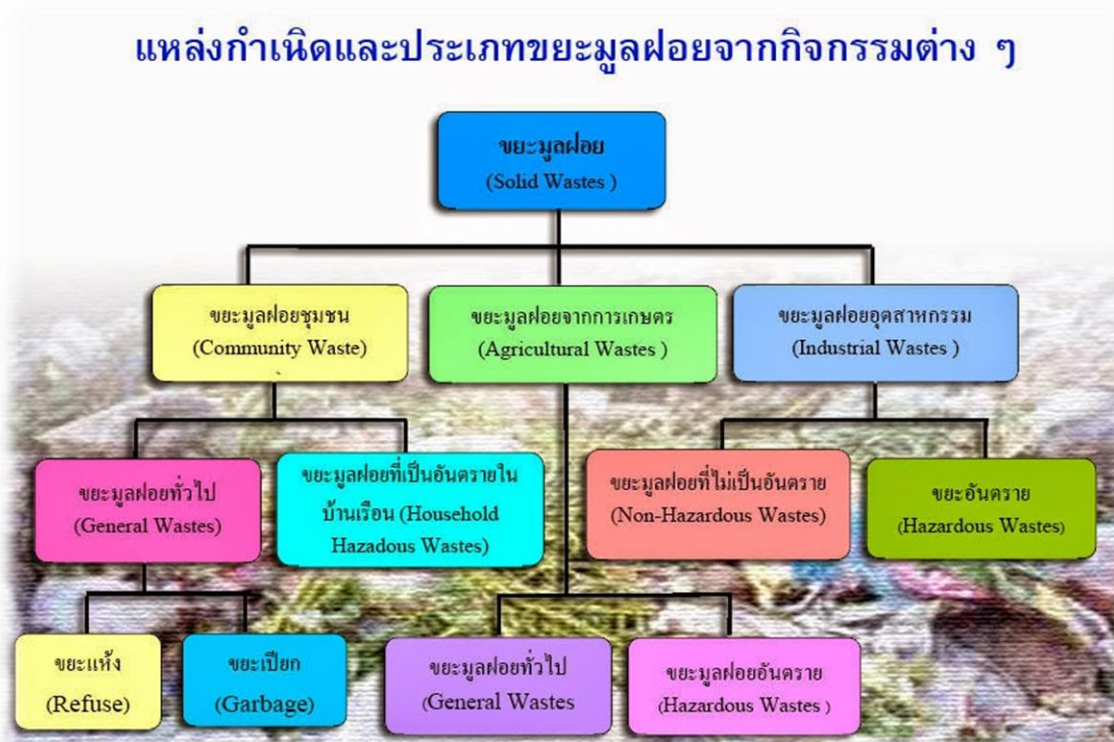 แหล่งกำเนิดและประเภทขยะมูลฝอยจากกิจกรรมต่าง ๆ
ขยะมูลฝอย
(Solid Wastes )
ขยะมูลฝอยชุมชน
(Community Waste)
ขยะมูลฝอยจากการเกษตร
(Agricultural Wastes )
ขยะมูลฝอยอุตสาหกรรม
(Industrial Wastes )
ขยะมูลฝอยทั่วไป
(General Wastes)
ขยะมูลฝอยที่เป็นอันตรายใน
บ้านเรือน (Household
Hazadous Wastes)
ขยะมูลฝอยที่ไม่เป็นอันตราย
(Non-Hazardous Wastes)
ขยะอันตราย
(Hazardous Wastes)
ขยะแห้ง
(Refuse)
ขยะเปียก
(Garbage)
ขยะมูลฝอยทั่วไป
(General Wastes
ขยะมูลฝอยอันตราย
(Hazardous Wastes )